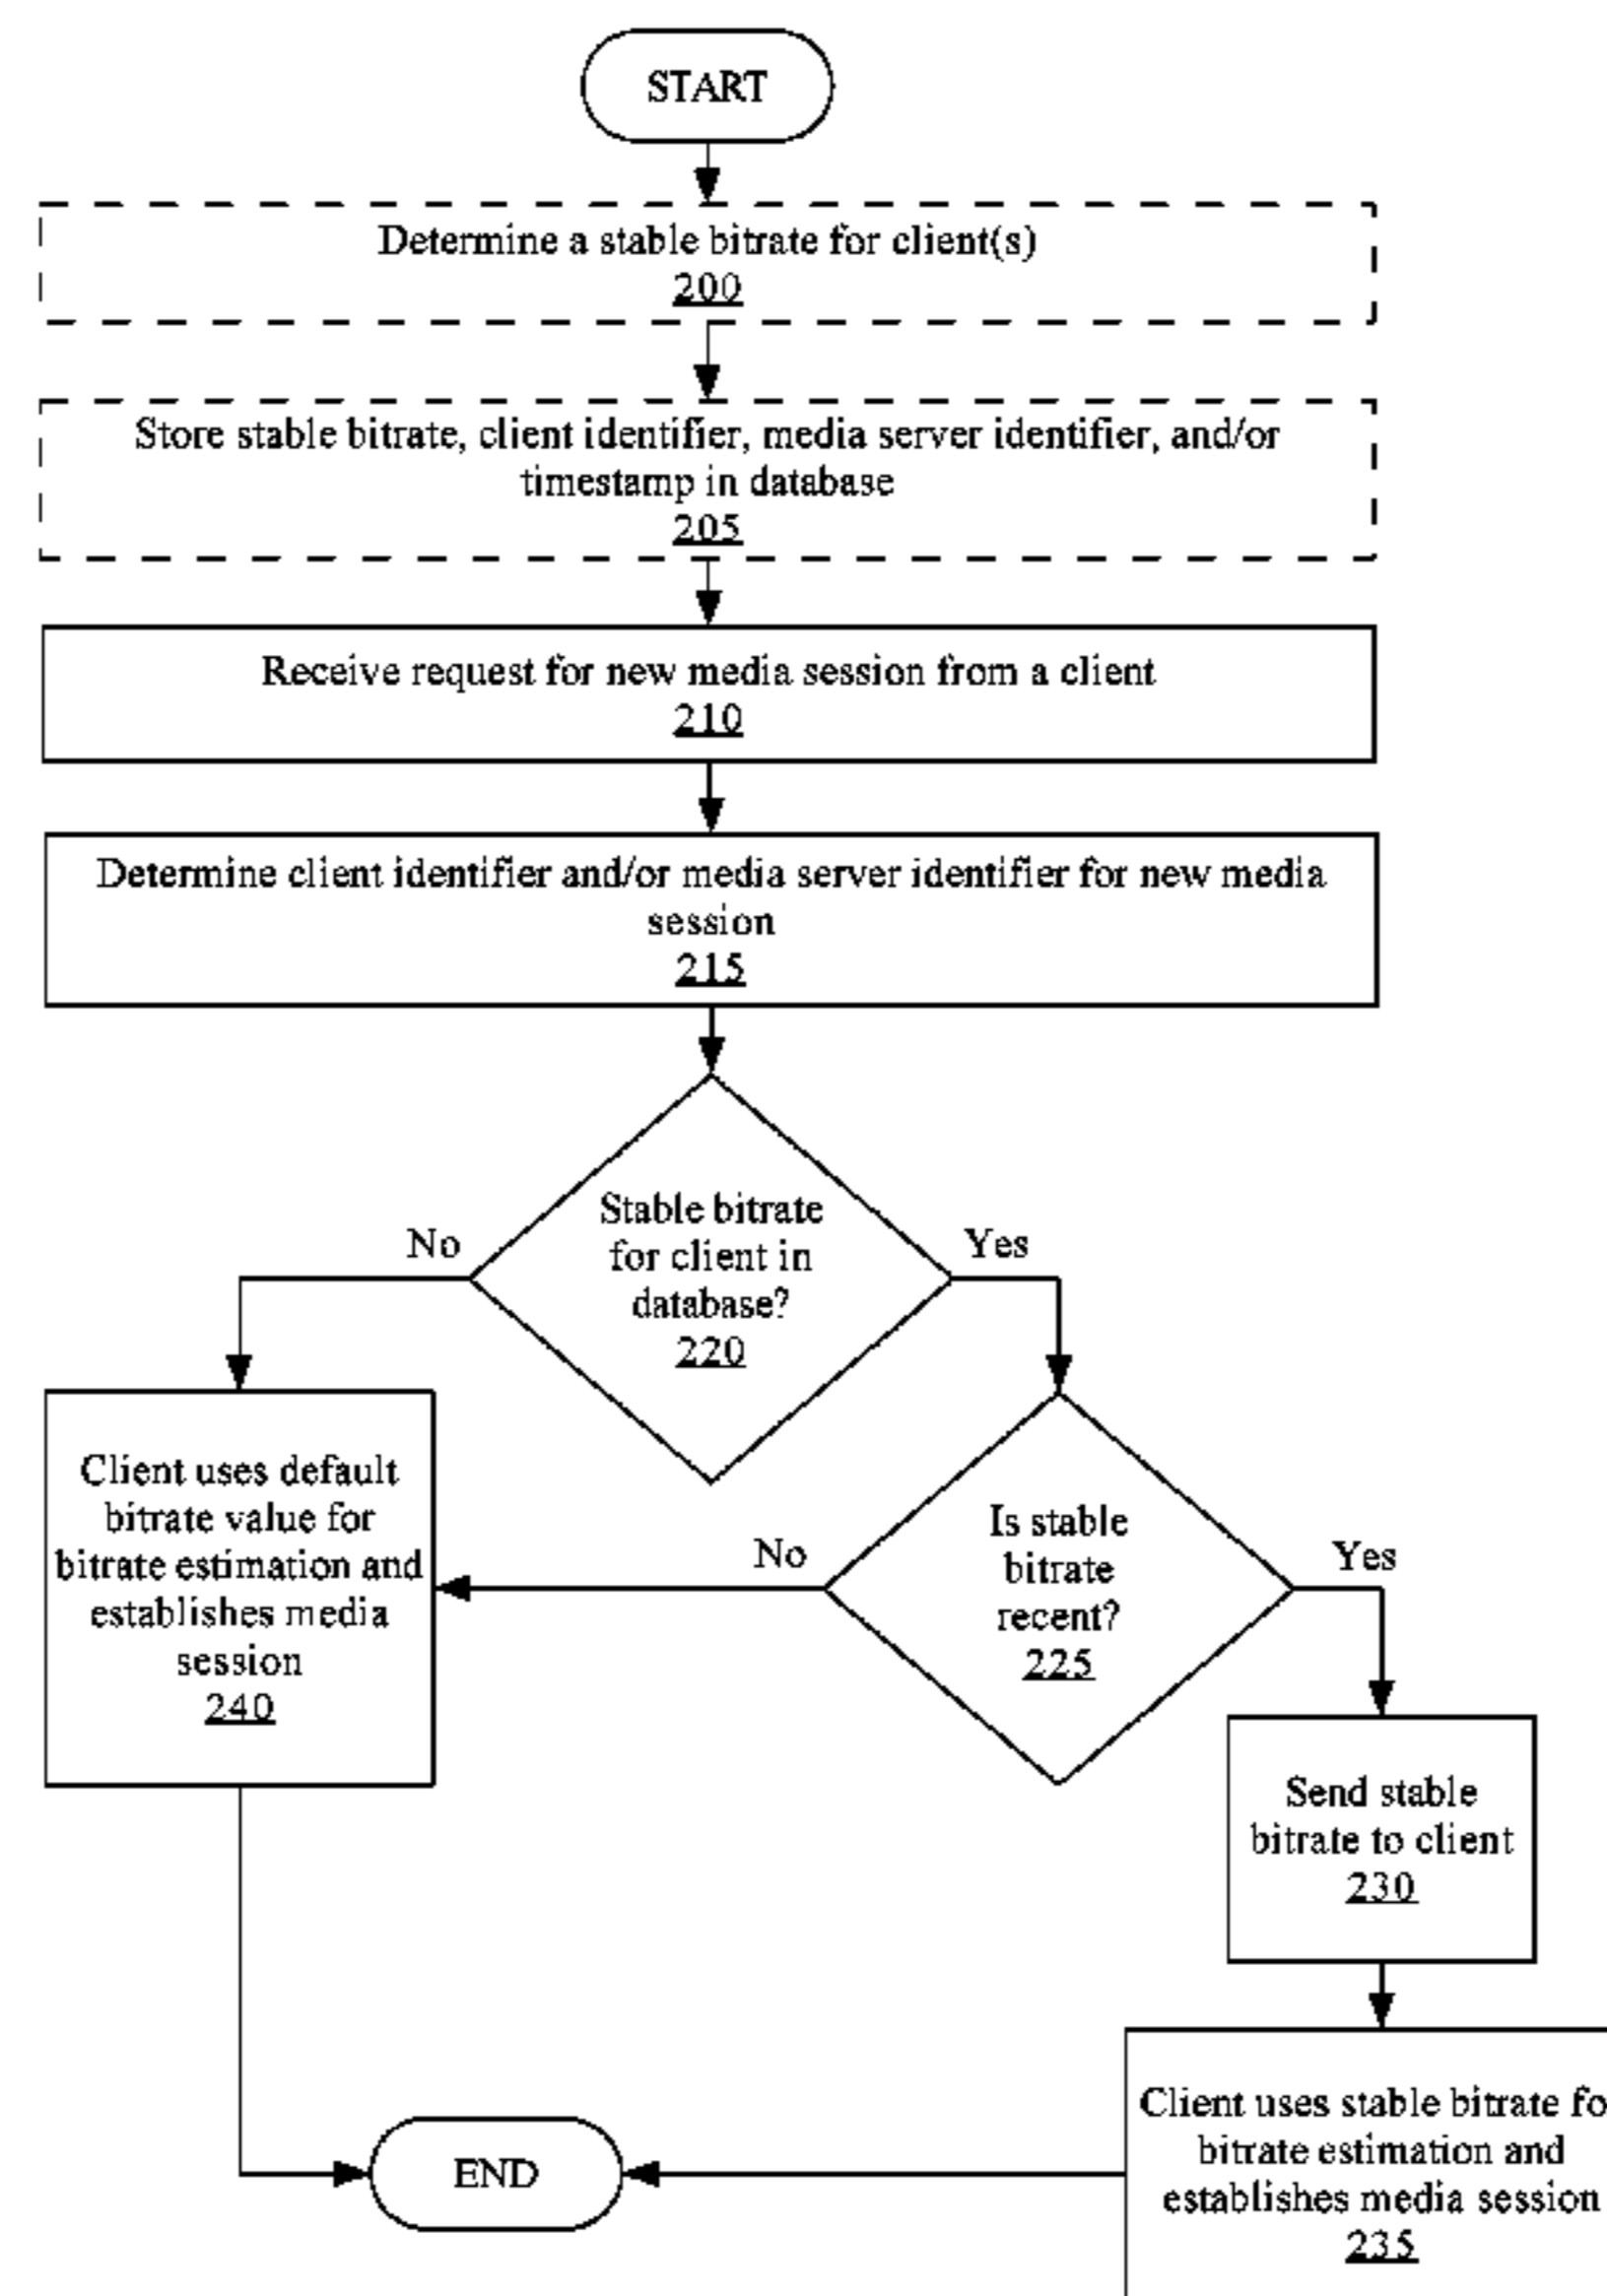 START
Determine a stable bitrate for client(s)
200
Store stable bitrate, client identifier, media server identifier, and/or
timestamp in database
205
Receive request for new media session from a client
210
Determine client identifier and/or media server identifier for new media
session
215
Stable bitrate
for client in
database?
220
No
Yes
Client uses default
bitrate value for
bitrate estimation and
establishes media
session
240
Is stable
bitrate
recent?
225
No
Yes
Send stable
bitrate to client
230
Client uses stable bitrate fo
bitrate estimation and
establishes media session
235
END